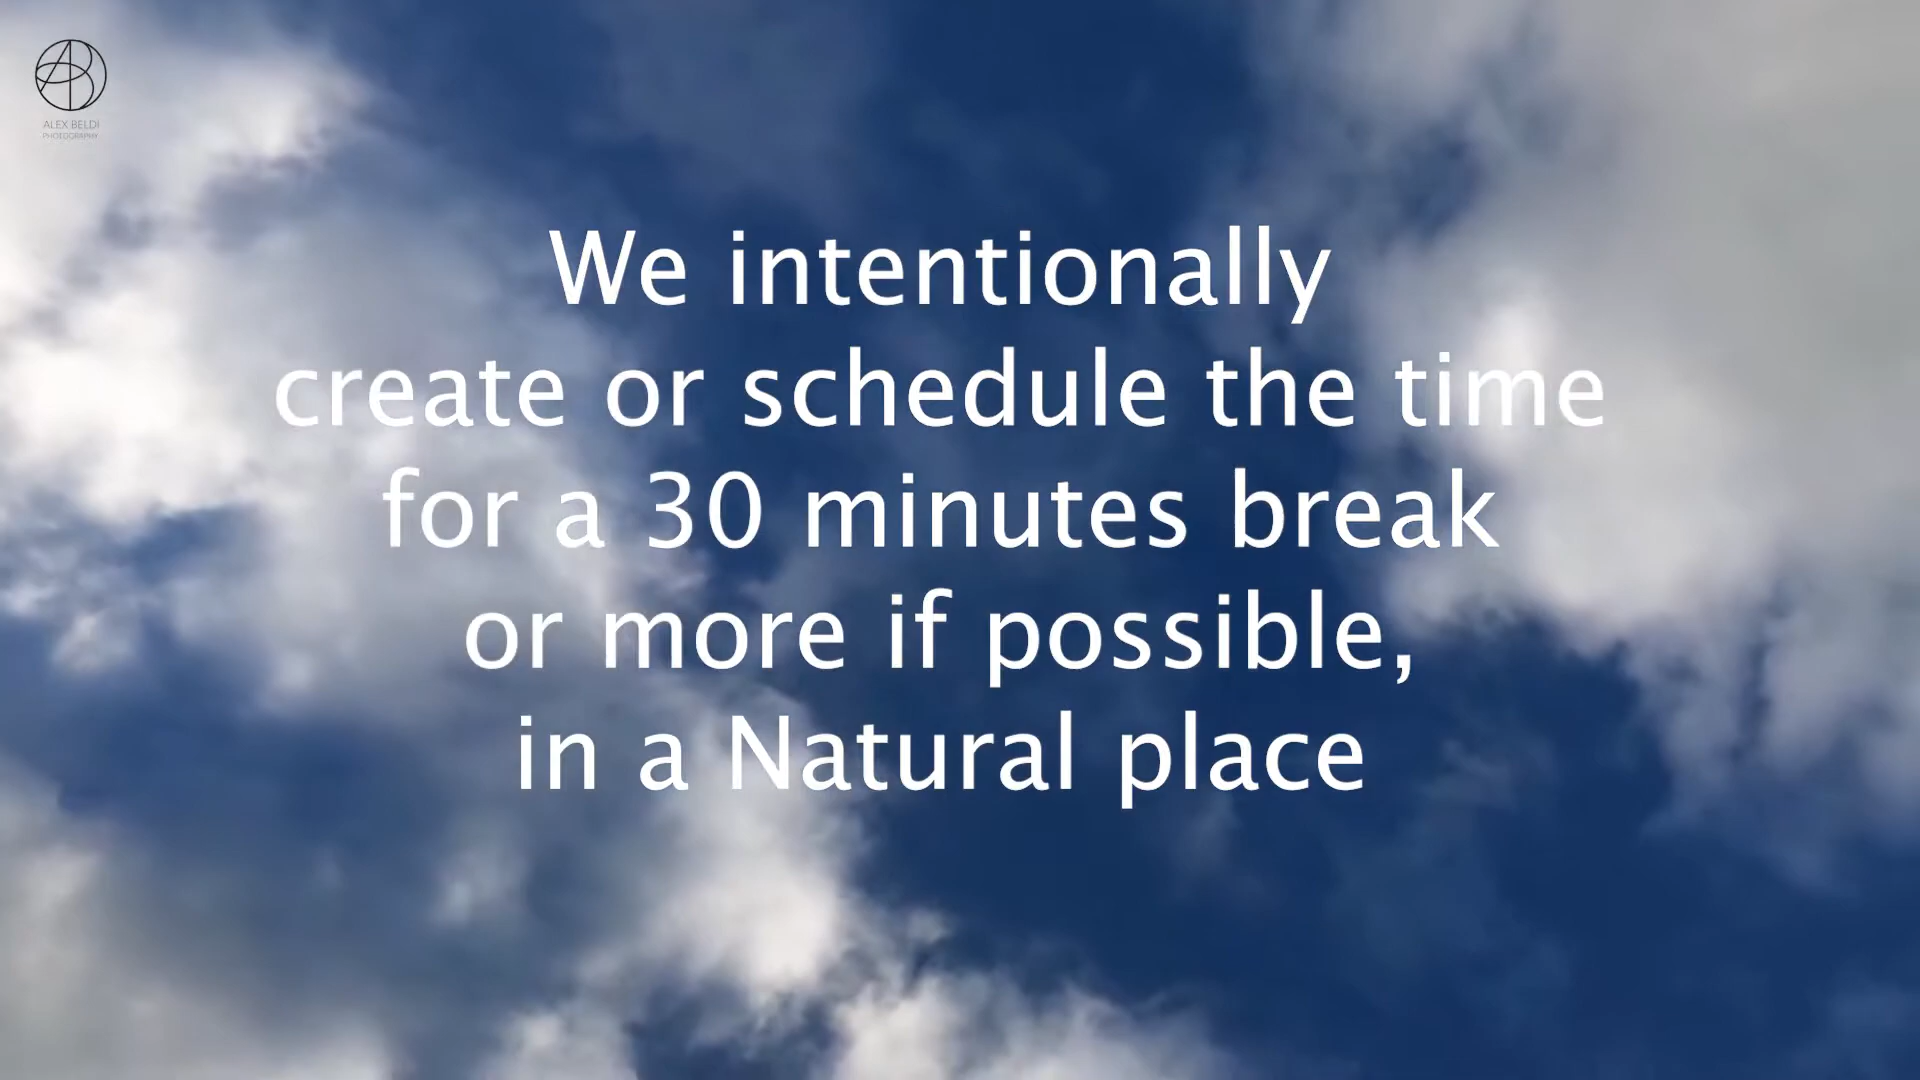 ALEX BELDI
PHOTOGRAPHY
We intentionally
create or schedule the time
for a 30 minutes break
or more if possible,
in a Natural place